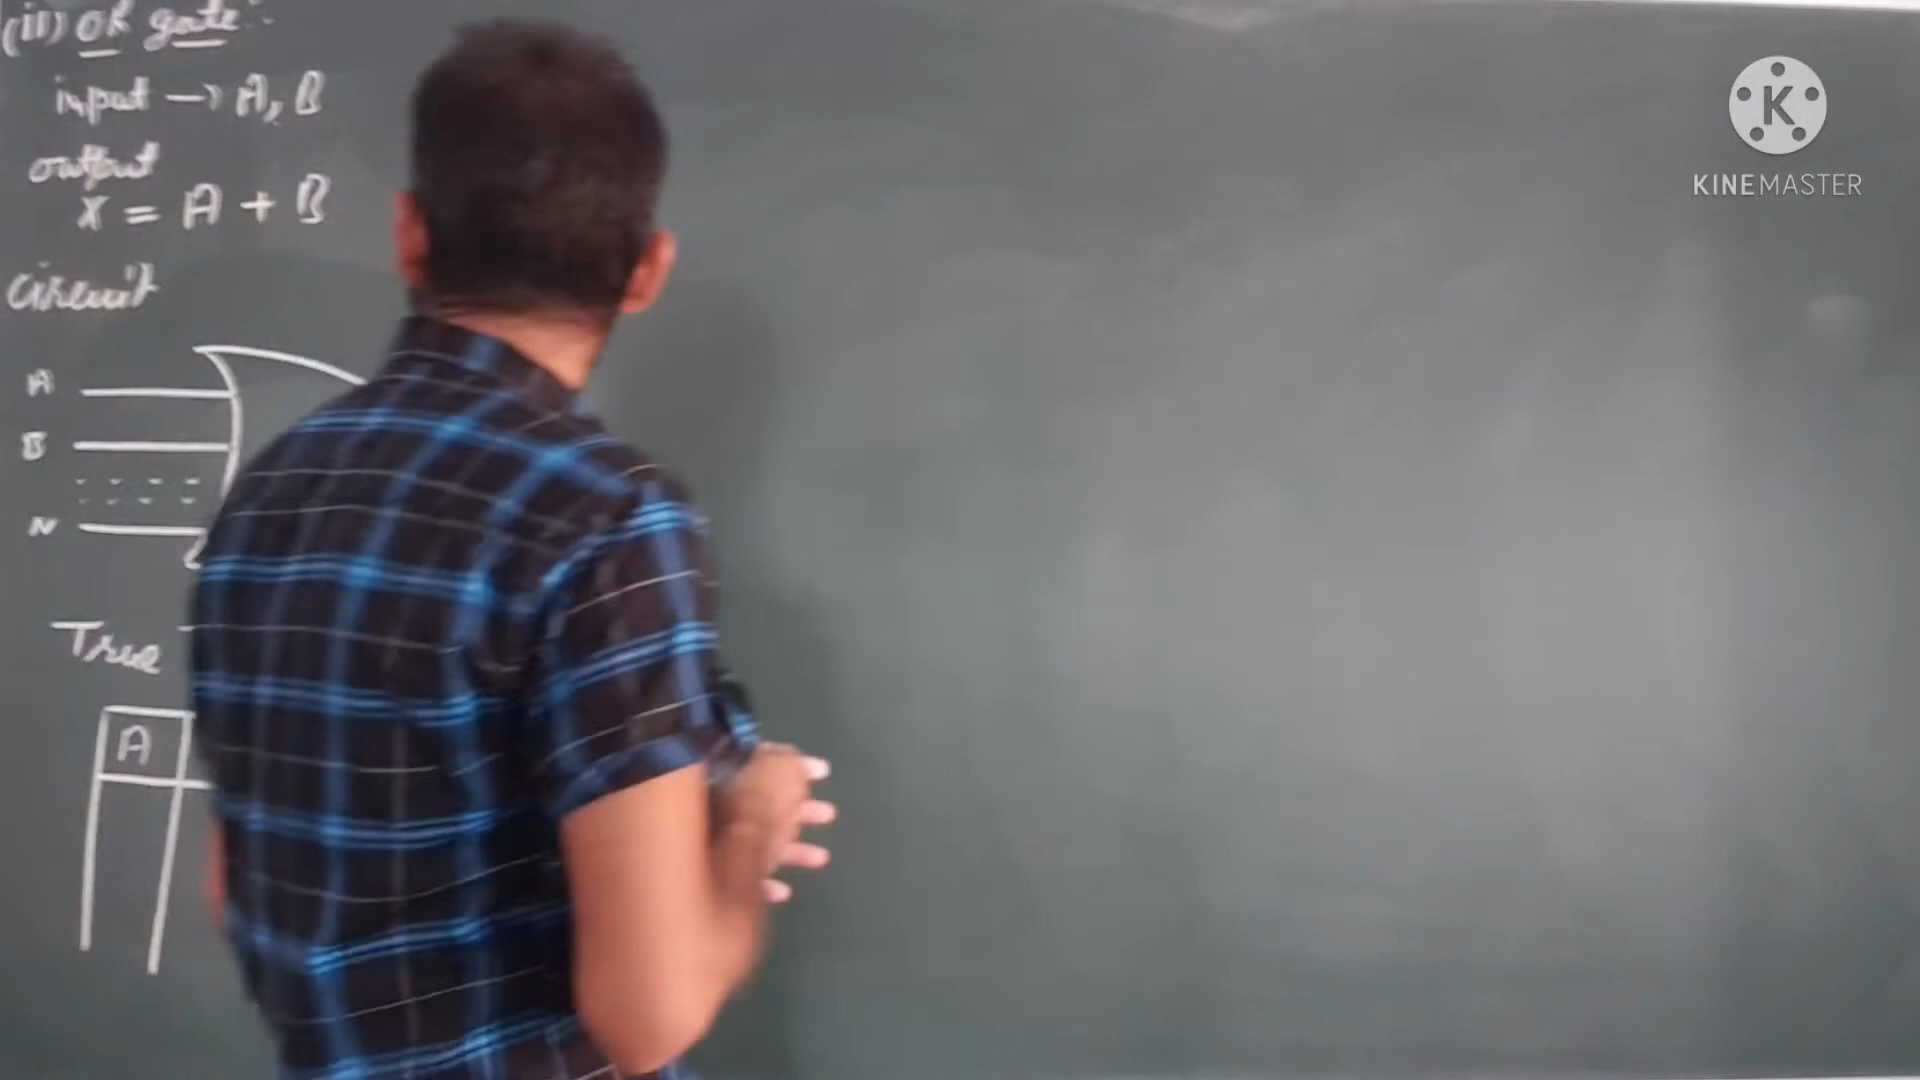 (ii) OR gate :
input → A, B
output
X = A + B
Circuit
A
B
N
True
A
K
KINEMASTER